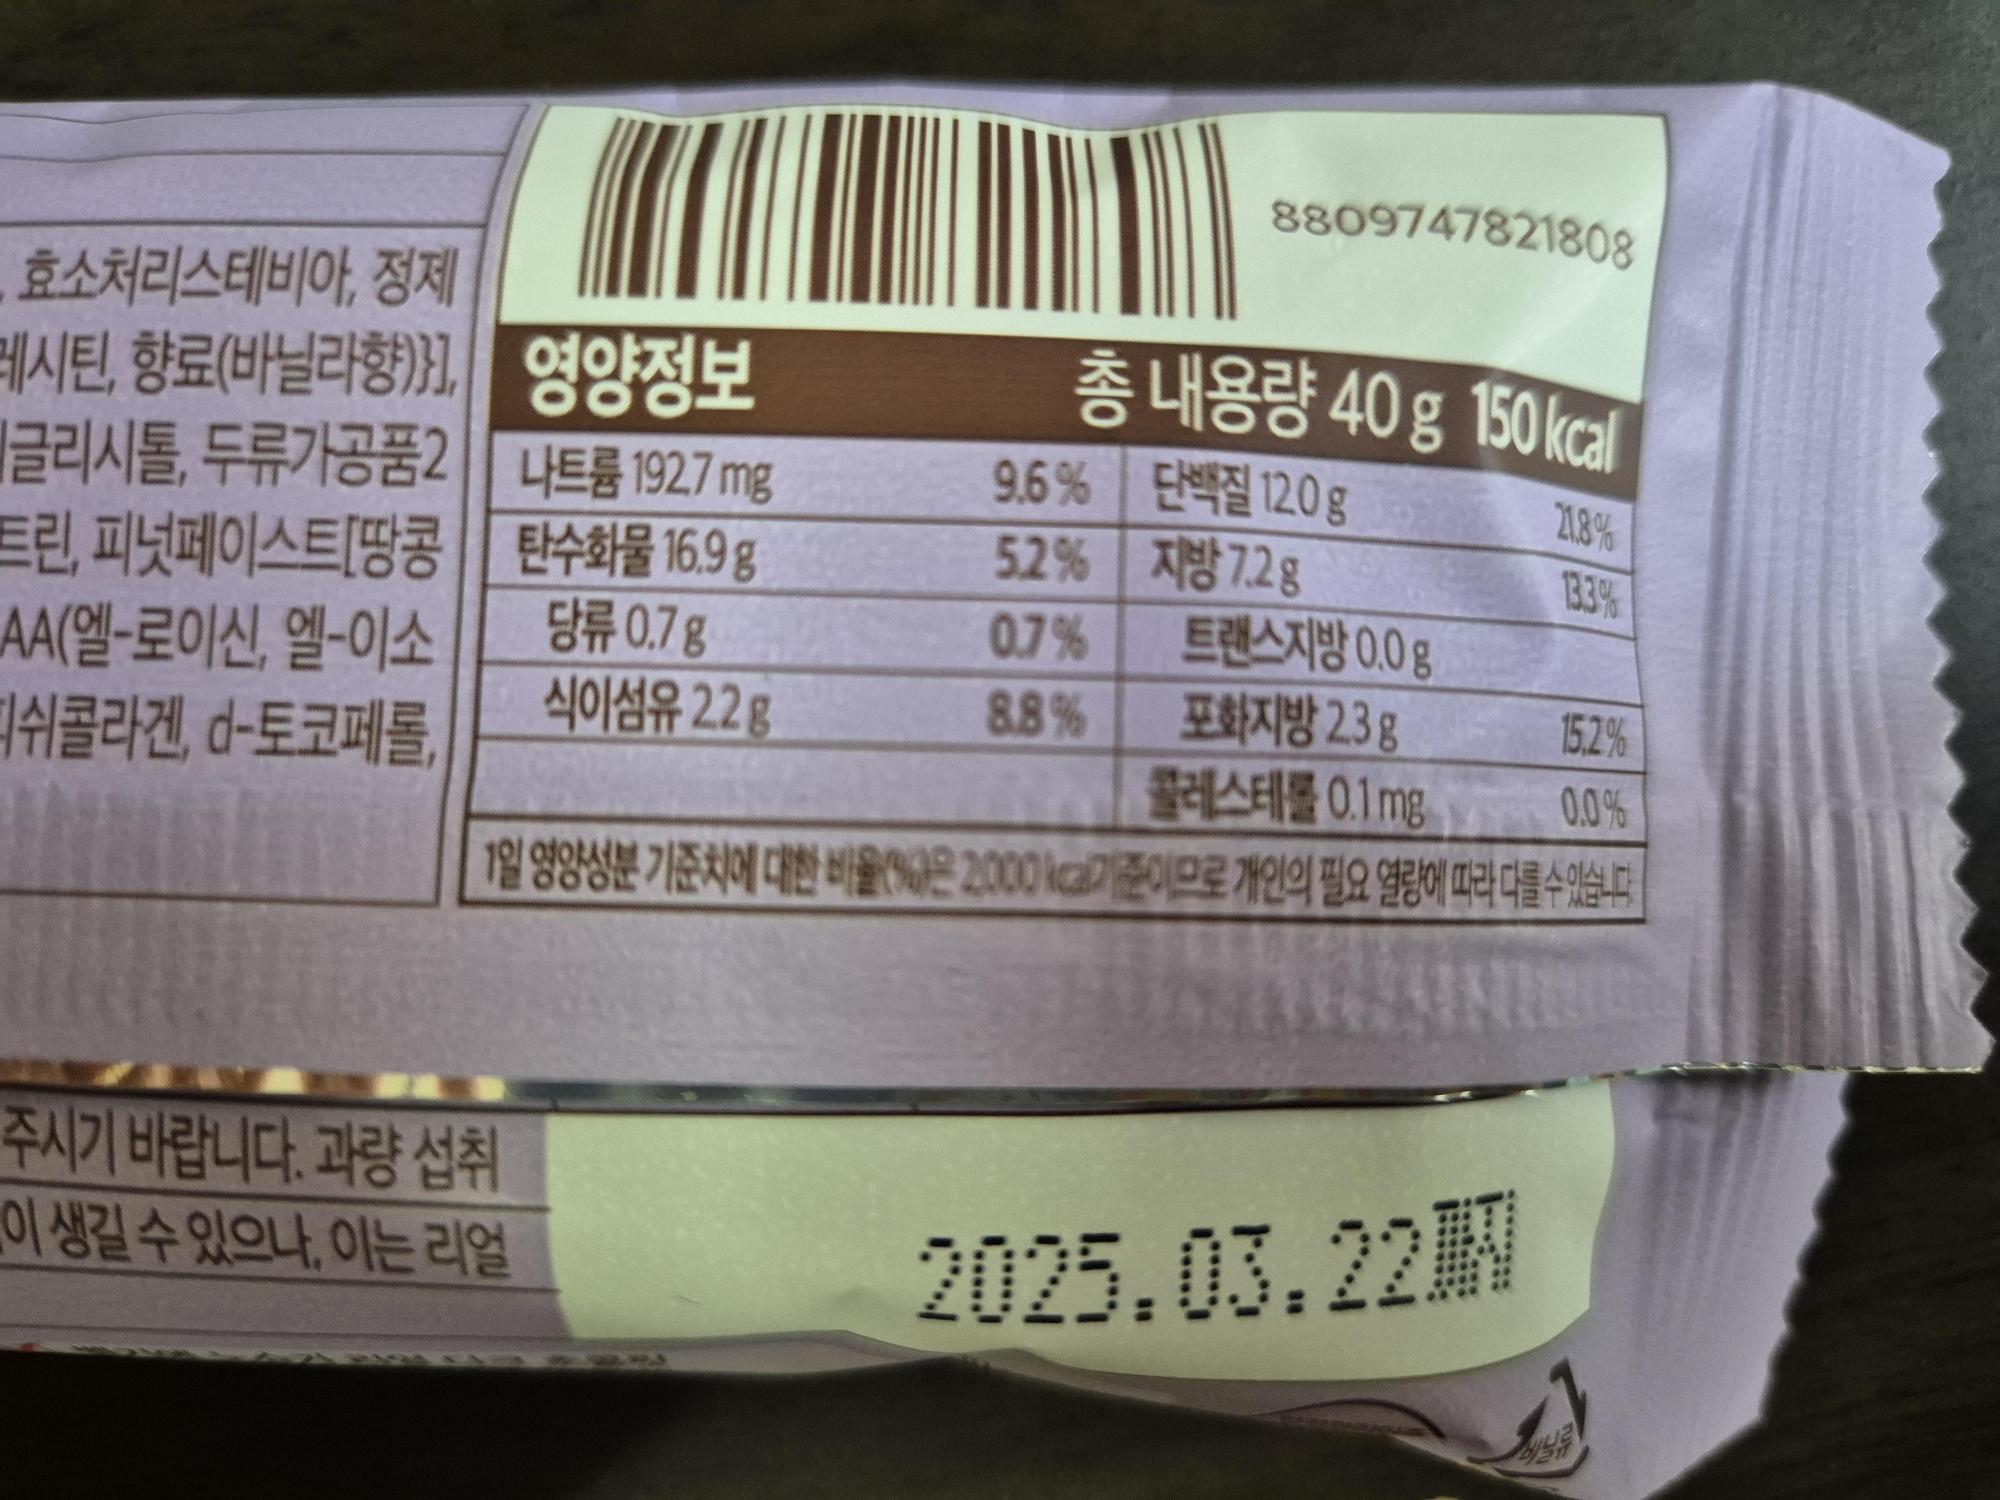 8809747821808
, 효소처리스테비아, 정제
레시틴, 향료(바닐라향)}],
글리시톨, 두류가공품2
트린, 피넛페이스트[땅콩
AA(엘-로이신, 엘-이소
피쉬콜라겐, d-토코페롤,
영양정보 총 내용량 40 g 150 kcal
나트륨 192.7 mg 9.6 % 단백질 12.0 g 21.8 %
탄수화물 16.9 g 5.2 % 지방 7.2 g 13.3 %
당류 0.7 g 0.7 % 트랜스지방 0.0 g
식이섬유 2.2 g 8.8 % 포화지방 2.3 g 15.2 %
콜레스테롤 0.1 mg 0.0 %
1일 영양성분 기준치에 대한 비율(%)은 2,000 kcal기준이므로 개인의 필요 열량에 따라 다를 수 있습니다.
주시기 바랍니다. 과량 섭취
이 생길 수 있으나, 이는 리얼
2025.03.22
비닐류